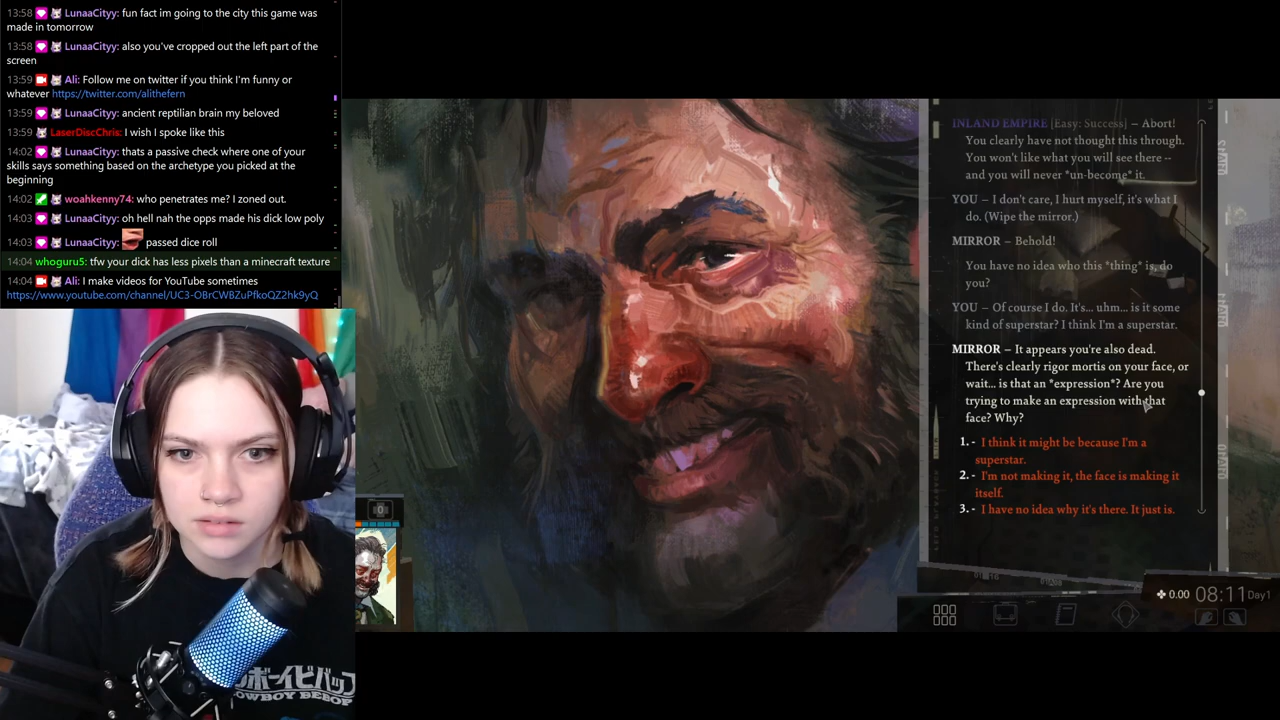 13:58 LunaaCityy: fun fact im going to the city this game was
made in tomorrow
13:58 LunaaCityy: also you've cropped out the left part of the
screen
13:59 Ali: Follow me on twitter if you think I'm funny or
whatever https://twitter.com/alithefern
13:59 LunaaCityy: ancient reptilian brain my beloved
13:59 LaserDiscChris: I wish I spoke like this
14:02 LunaaCityy: thats a passive check where one of your
skills says something based on the archetype you picked at the
beginning
14:02 woahkenny74: who penetrates me? I zoned out.
14:03 LunaaCityy: oh hell nah the opps made his dick low poly
14:03 LunaaCityy: passed dice roll
14:04 whoguru5: tfw your dick has less pixels than a minecraft texture
14:04 Ali: I make videos for YouTube sometimes
https://www.youtube.com/channel/UC3-OBrCWBZuPfkoQZ2hk9yQ
ボーイビバップ
COWBOY BEBOP
0
INLAND EMPIRE [Easy: Success] – Abort!
You clearly have not thought this through.
You won't like what you will see there --
and you will never *un-become* it.
YOU – I don't care, I hurt myself, it's what I
do. (Wipe the mirror.)
MIRROR – Behold!
You have no idea who this *thing* is, do
you?
YOU – Of course I do. It's... uhm... is it some
kind of superstar? I think I'm a superstar.
MIRROR – It appears you're also dead.
There's clearly rigor mortis on your face, or
wait... is that an *expression*? Are you
trying to make an expression with that
face? Why?
1. - I think it might be because I'm a
superstar.
2. - I'm not making it, the face is making it
itself.
3. - I have no idea why it's there. It just is.
0.00 08:11 Day1